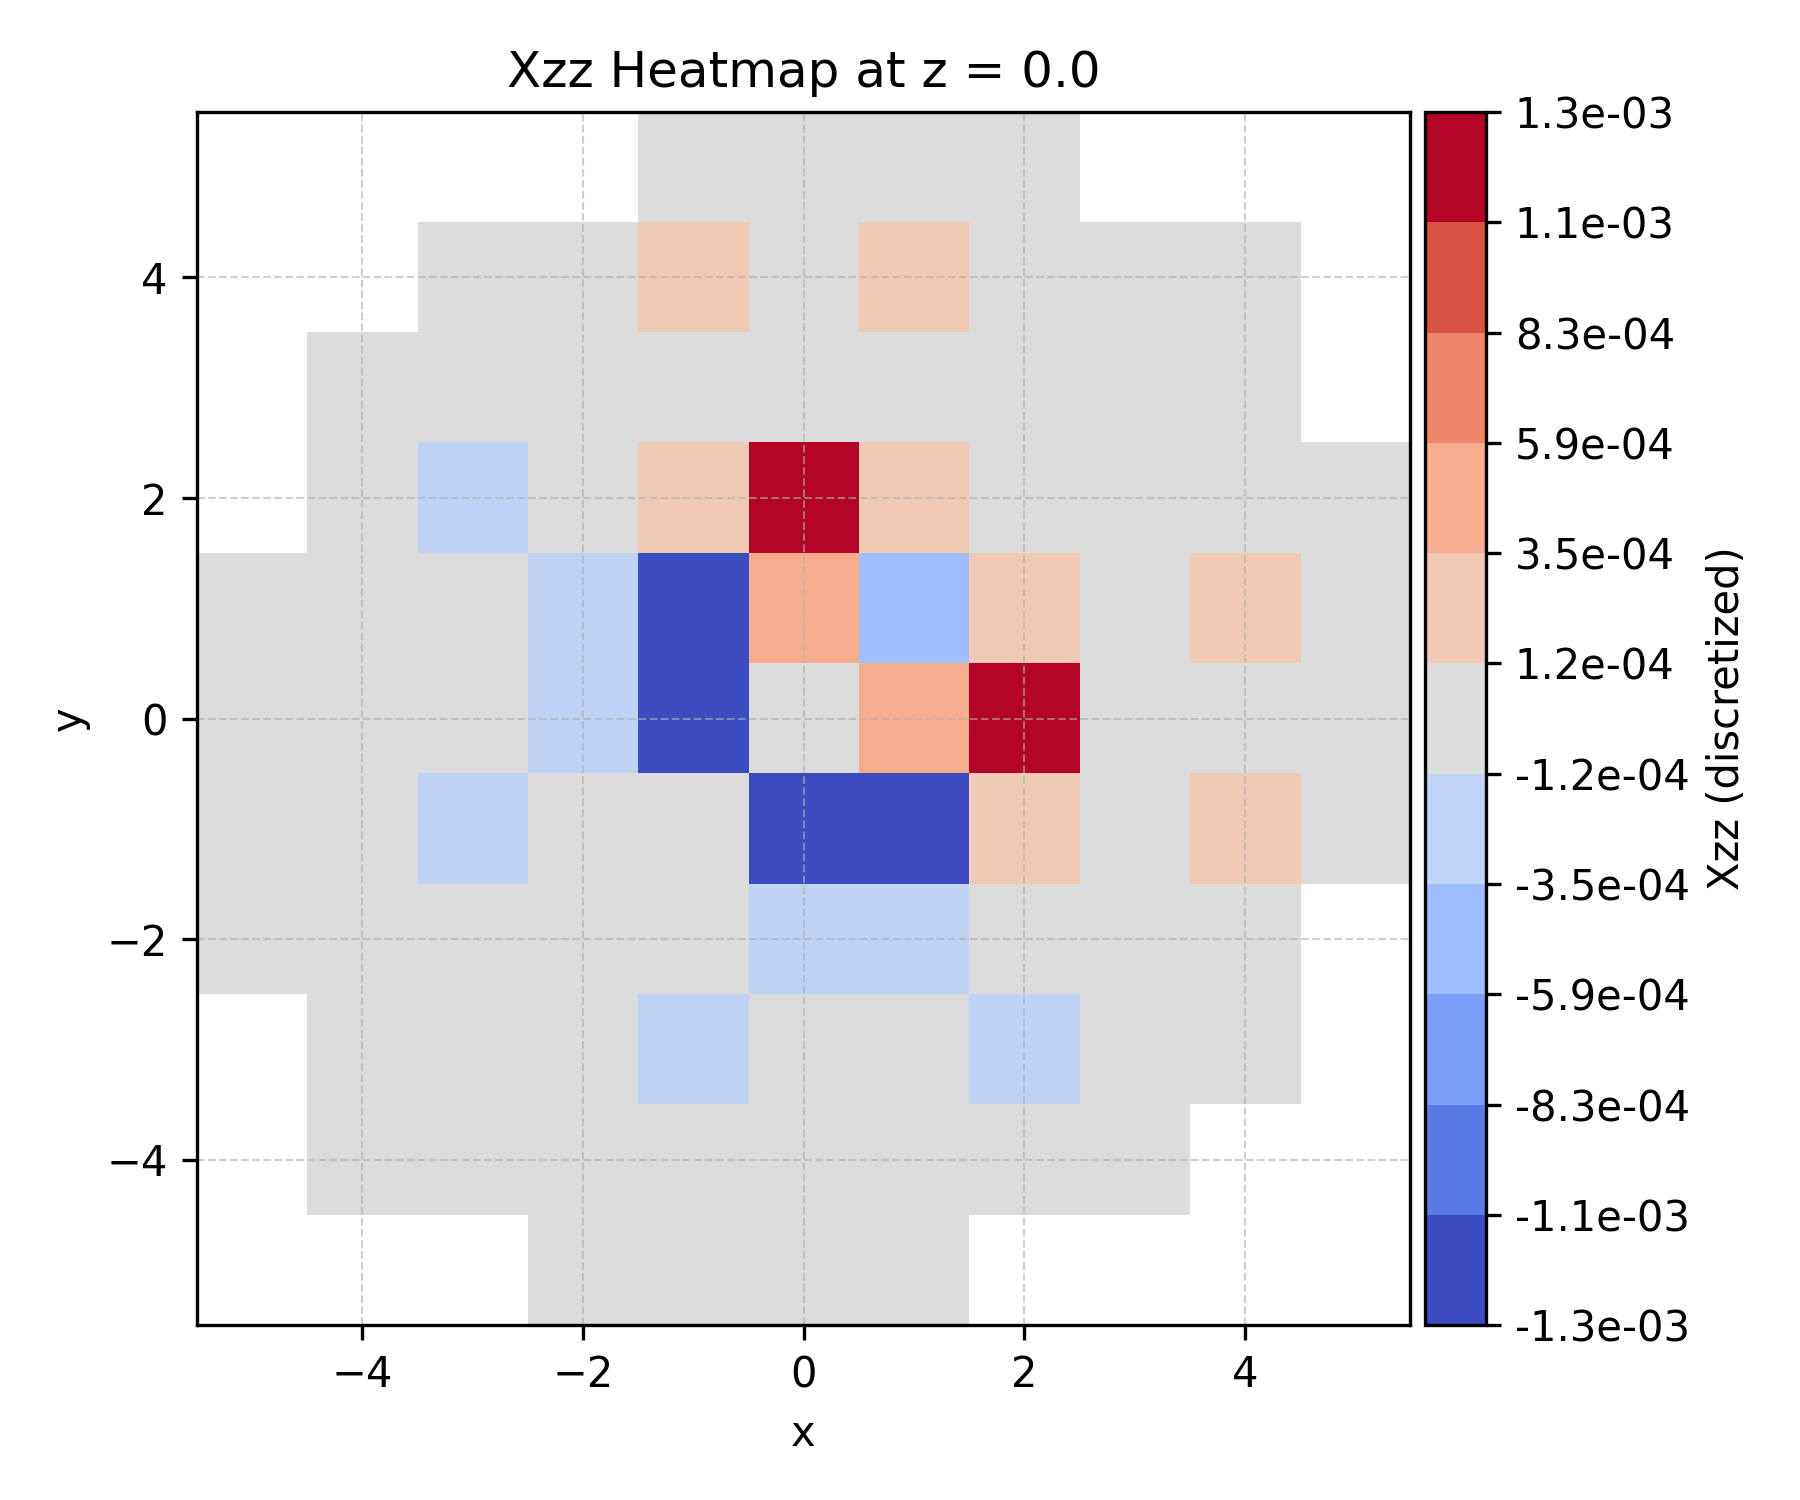 Xzz Heatmap at z = 0.0
4
2
0
−2
−4
y
−4
−2
0
2
4
x
1.3e-03
1.1e-03
8.3e-04
5.9e-04
3.5e-04
1.2e-04
-1.2e-04
-3.5e-04
-5.9e-04
-8.3e-04
-1.1e-03
-1.3e-03
Xzz (discretized)